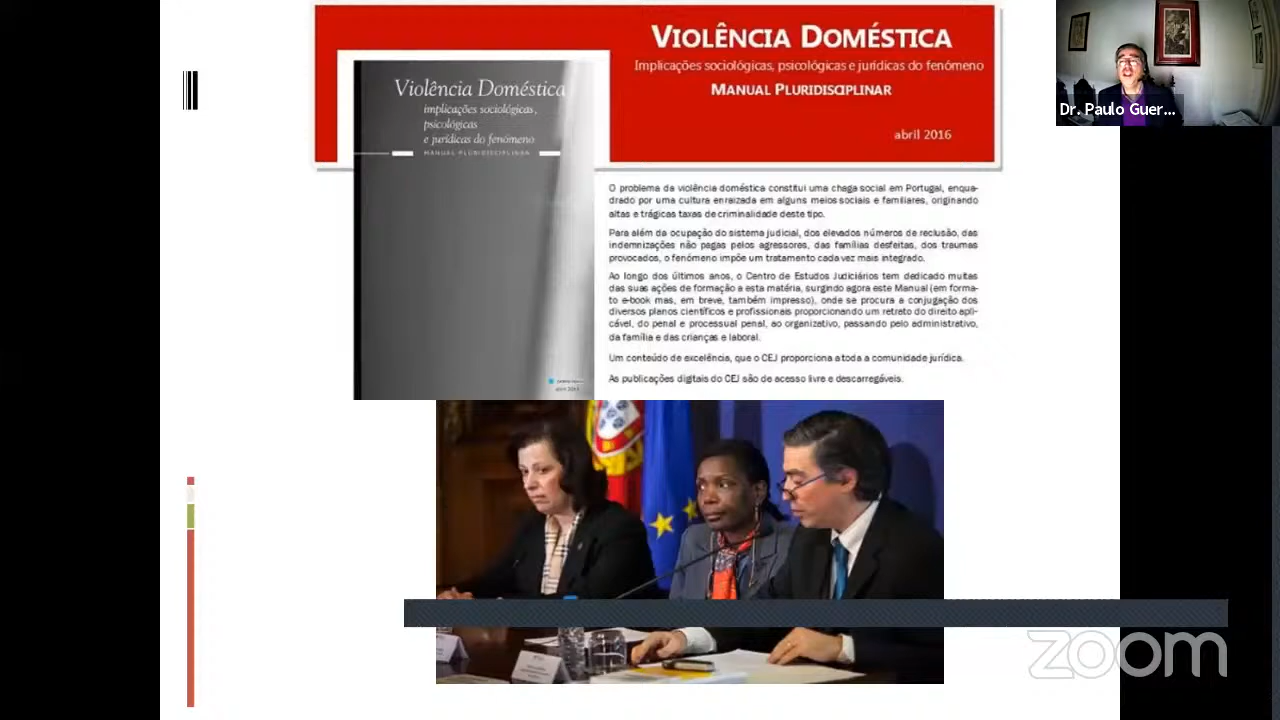 VIOLÊNCIA DOMÉSTICA
Implicações sociológicas, psicológicas e jurídicas do fenómeno
MANUAL PLURIDISCIPLINAR
abril 2016
Violência Doméstica
implicações sociológicas,
psicológicas
e jurídicas do fenómeno
MANUAL PLURIDISCIPLINAR
O problema da violência doméstica constitui uma chaga social em Portugal, enqua-
drado por uma cultura enraizada em alguns meios sociais e familiares, originando
altas e trágicas taxas de criminalidade deste tipo.
Para além da ocupação do sistema judicial, dos elevados números de reclusão, das
indemnizações não pagas pelos agressores, das famílias desfeitas, dos traumas
provocados, o fenómeno impõe um tratamento cada vez mais integrado.
Ao longo dos últimos anos, o Centro de Estudos Judiciários tem dedicado muitas
das suas ações de formação a esta matéria, surgindo agora este Manual (em forma-
to e-book mas, em breve, também impresso), onde se procura a conjugação dos
diversos planos científicos e profissionais proporcionando um retrato do direito apli-
cável, do penal e processual penal, ao organizativo, passando pelo administrativo,
da família e das crianças e laboral.
Um conteúdo de excelência, que o CEJ proporciona a toda a comunidade jurídica.
As publicações digitais do CEJ são de acesso livre e descarregáveis.
Dr. Paulo Guer...
zoom